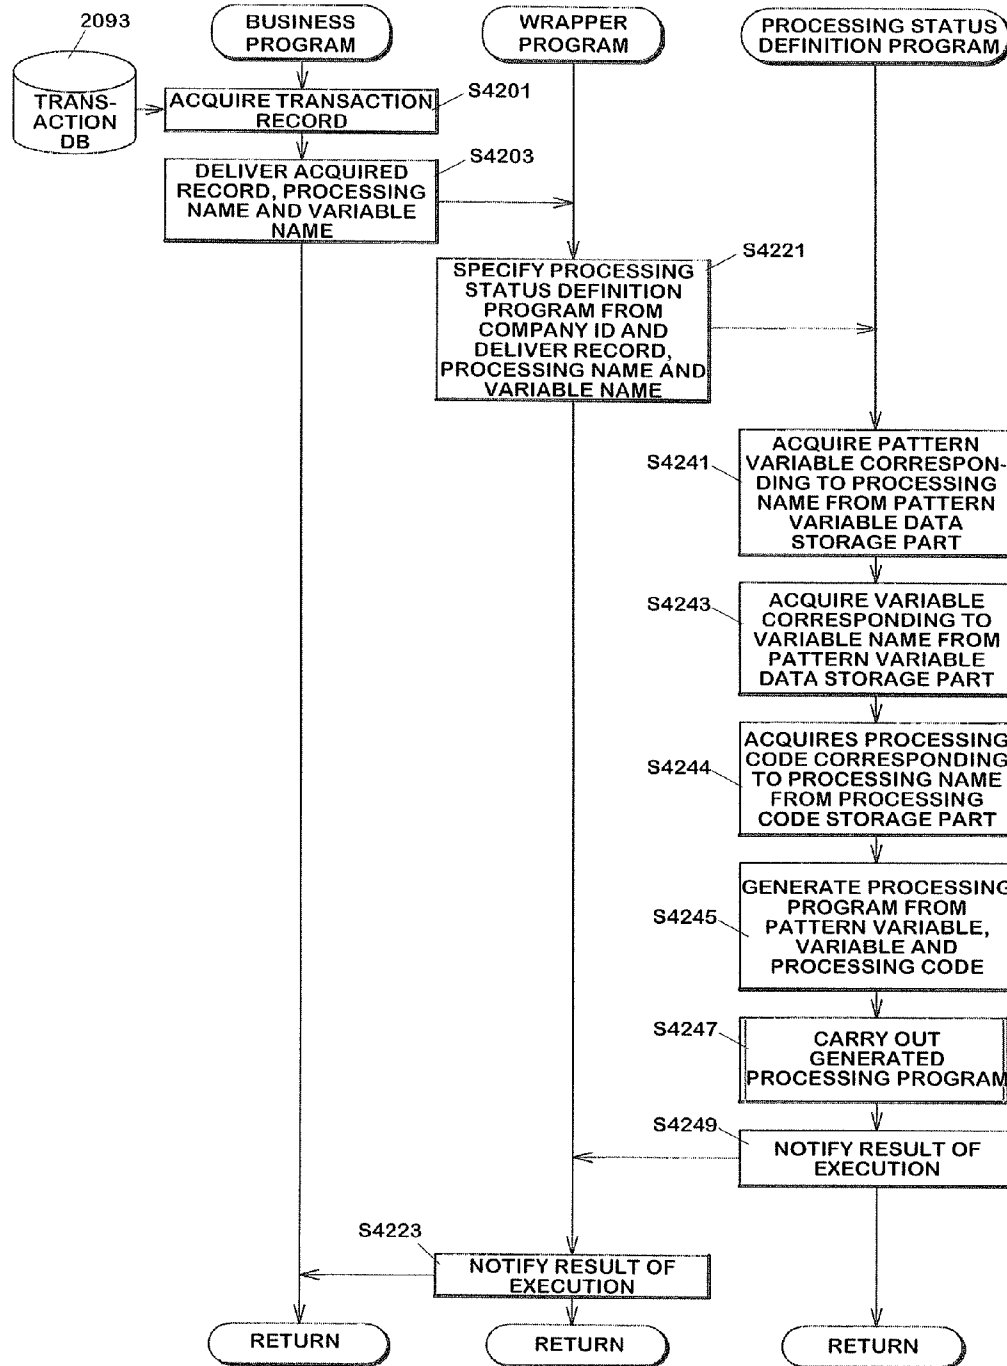 2093
BUSINESS
PROGRAM
WRAPPER
PROGRAM
PROCESSING STATUS
DEFINITION PROGRAM
TRANS-
ACTION
DB
S4201
ACQUIRE TRANSACTION
RECORD
S4203
DELIVER ACQUIRED
RECORD, PROCESSING
NAME AND VARIABLE
NAME
S4221
SPECIFY PROCESSING
STATUS DEFINITION
PROGRAM FROM
COMPANY ID AND
DELIVER RECORD,
PROCESSING NAME AND
VARIABLE NAME
S4241
ACQUIRE PATTERN
VARIABLE CORRESPON-
DING TO PROCESSING
NAME FROM PATTERN
VARIABLE DATA
STORAGE PART
S4243
ACQUIRE VARIABLE
CORRESPONDING TO
VARIABLE NAME FROM
PATTERN VARIABLE
DATA STORAGE PART
S4244
ACQUIRES PROCESSING
CODE CORRESPONDING
TO PROCESSING NAME
FROM PROCESSING
CODE STORAGE PART
S4245
GENERATE PROCESSING
PROGRAM FROM
PATTERN VARIABLE,
VARIABLE AND
PROCESSING CODE
S4247
CARRY OUT
GENERATED
PROCESSING PROGRAM
S4249
NOTIFY RESULT OF
EXECUTION
S4223
NOTIFY RESULT OF
EXECUTION
RETURN
RETURN
RETURN